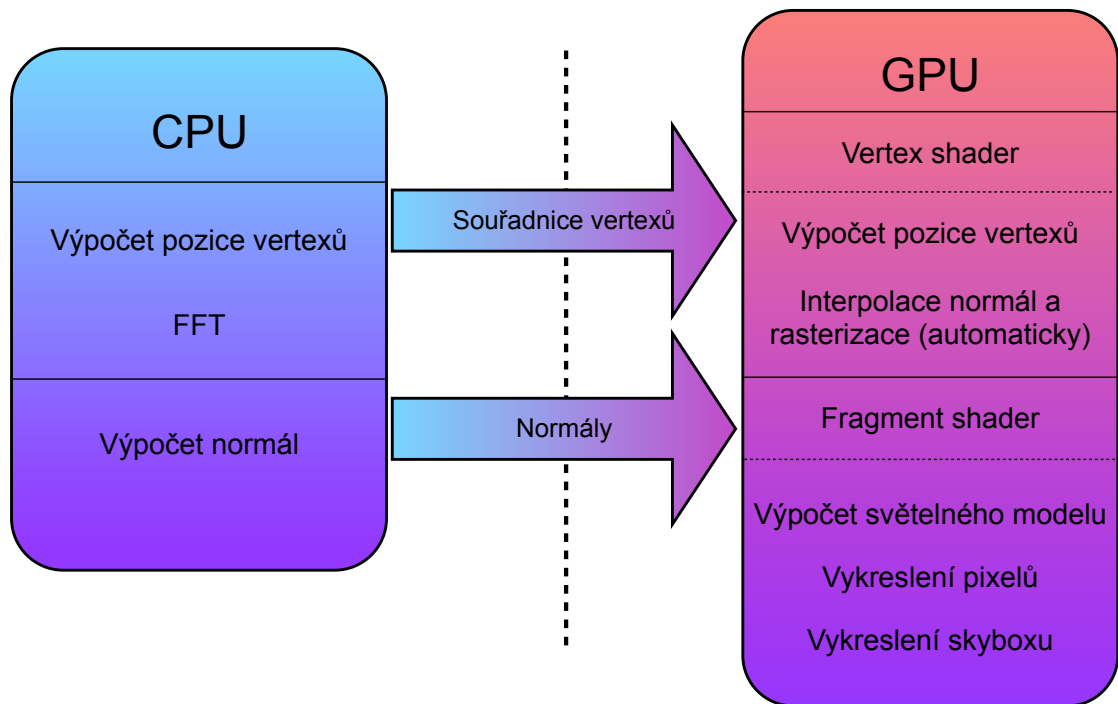 CPU
Výpočet pozice vertexů
FFT
Výpočet normál
Souřadnice vertexů
Normály
GPU
Vertex shader
Výpočet pozice vertexů
Interpolace normál a
rasterizace (automaticky)
Fragment shader
Výpočet světelného modelu
Vykreslení pixelů
Vykreslení skyboxu